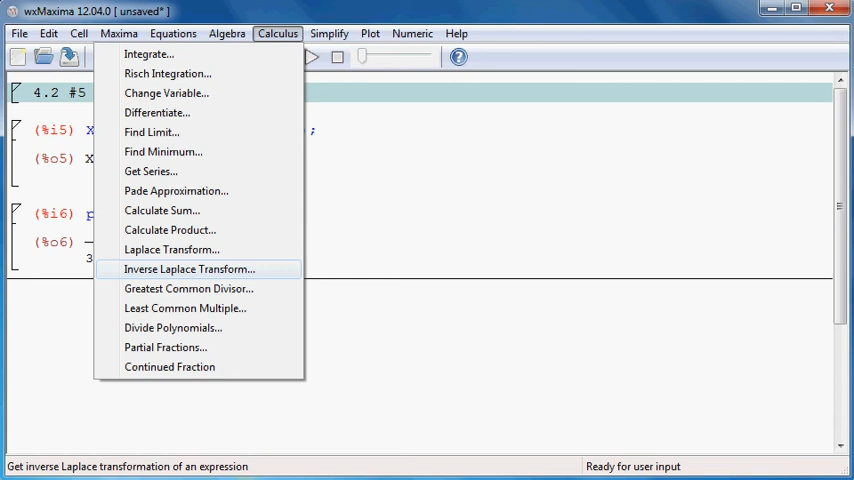 wxMaxima 12.04.0 [ unsaved* ]
File Edit Cell Maxima Equations Algebra Calculus Simplify Plot Numeric Help
Integrate...
Risch Integration...
Change Variable...
Differentiate...
Find Limit...
Find Minimum...
Get Series...
Pade Approximation...
Calculate Sum...
Calculate Product...
Laplace Transform...
Inverse Laplace Transform...
Greatest Common Divisor...
Least Common Multiple...
Divide Polynomials...
Partial Fractions...
Continued Fraction
4.2 #5
(%i5) X ;
(%o5) X
(%i6) p
(%o6)
3
Get inverse Laplace transformation of an expression Ready for user input